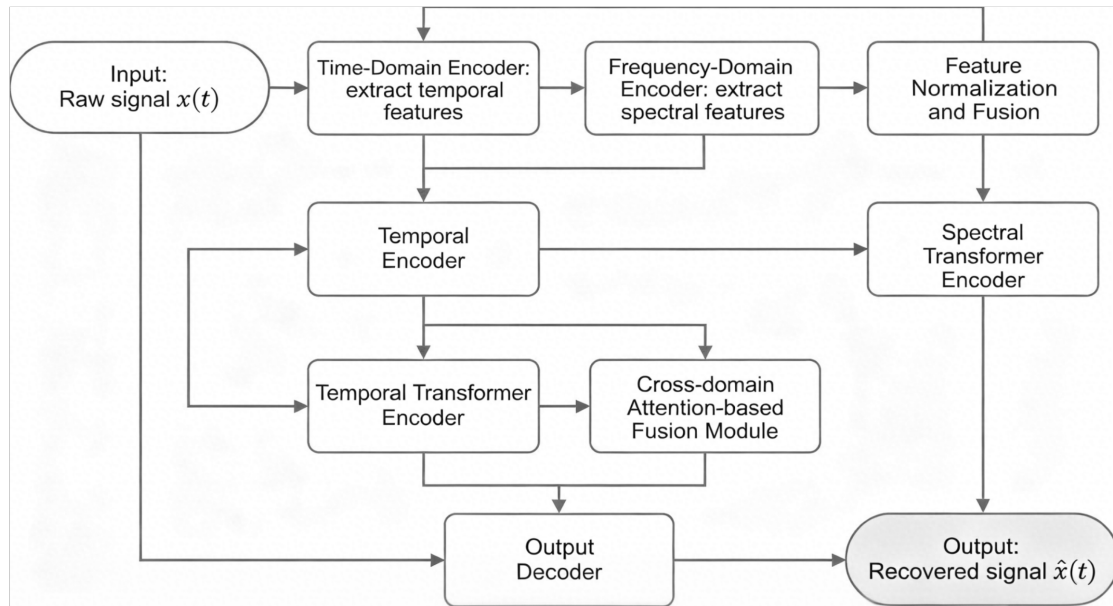 Input:
Raw signal x(t)
Time-Domain Encoder:
extract temporal
features
Frequency-Domain
Encoder: extract
spectral features
Feature
Normalization
and Fusion
Temporal
Encoder
Spectral
Transformer
Encoder
Temporal Transformer
Encoder
Cross-domain
Attention-based
Fusion Module
Output
Decoder
Output:
Recovered signal x̂(t)